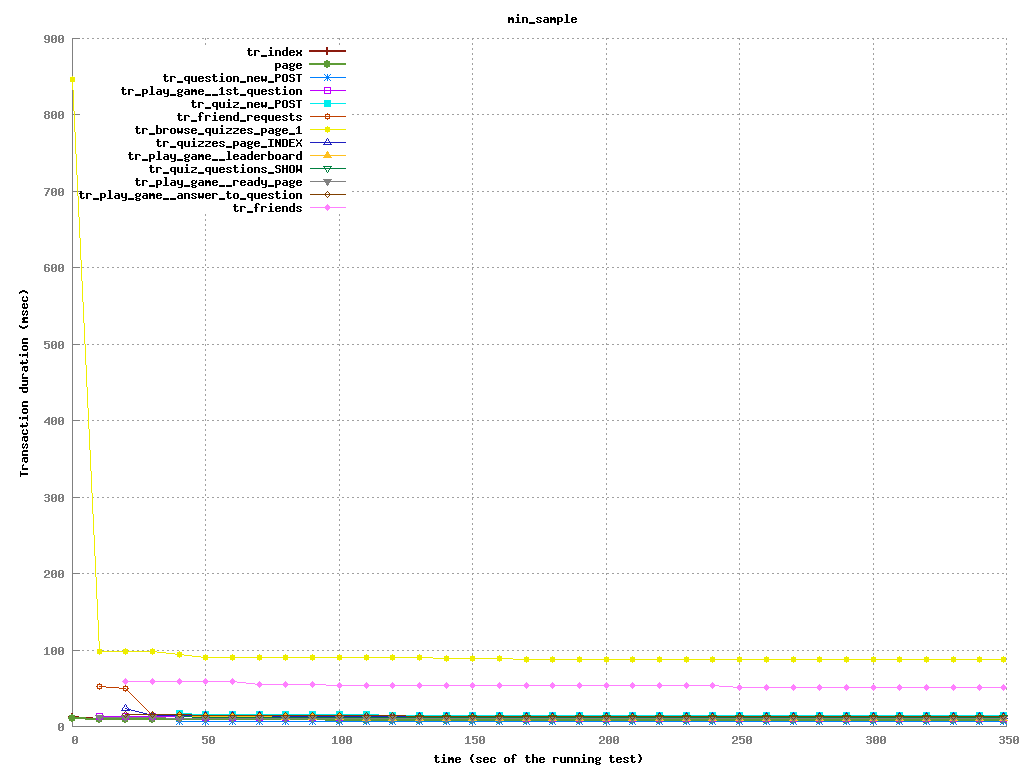 min_sample
900
800
700
600
500
400
300
200
100
0
Transaction duration (msec)
tr_index
page
tr_question_new_POST
tr_play_game__1st_question
tr_quiz_new_POST
tr_friend_requests
tr_browse_quizzes_page_1
tr_quizzes_page_INDEX
tr_play_game__leaderboard
tr_quiz_questions_SHOW
tr_play_game__ready_page
tr_play_game__answer_to_question
tr_friends
0 50 100 150 200 250 300 350
time (sec of the running test)